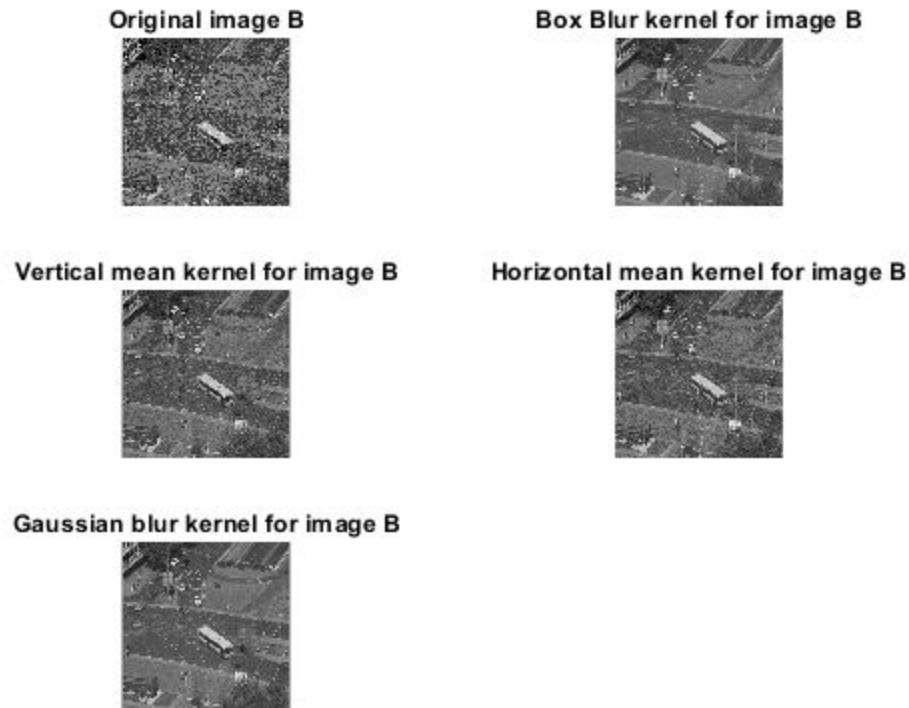 Original image B
Box Blur kernel for image B
Vertical mean kernel for image B
Horizontal mean kernel for image B
Gaussian blur kernel for image B